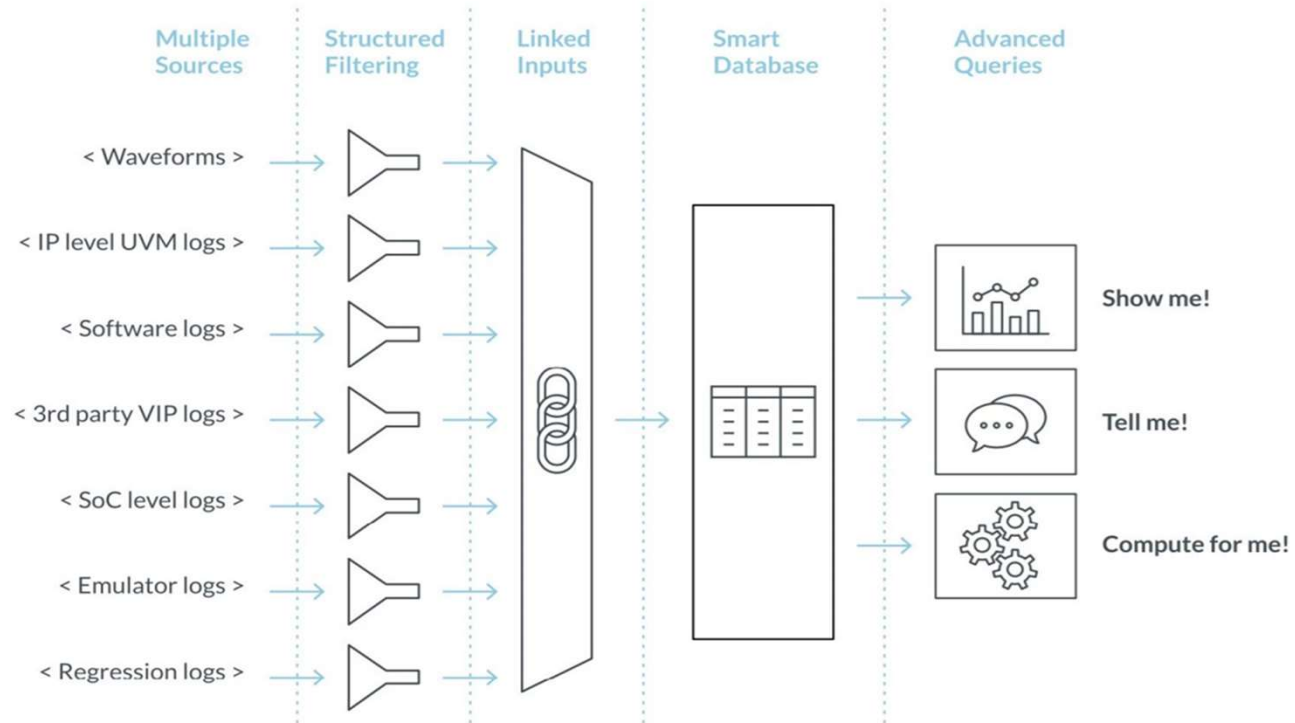 Multiple
Sources
Structured
Filtering
Linked
Inputs
Smart
Database
Advanced
Queries
< Waveforms >
< IP level UVM logs >
< Software logs >
< 3rd party VIP logs >
< SoC level logs >
< Emulator logs >
< Regression logs >
Show me!
Tell me!
Compute for me!